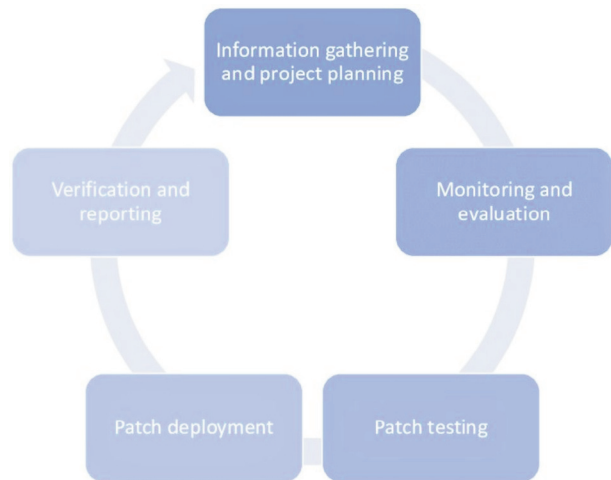 Information gathering
and project planning
Monitoring and
evaluation
Patch testing
Patch deployment
Verification and
reporting